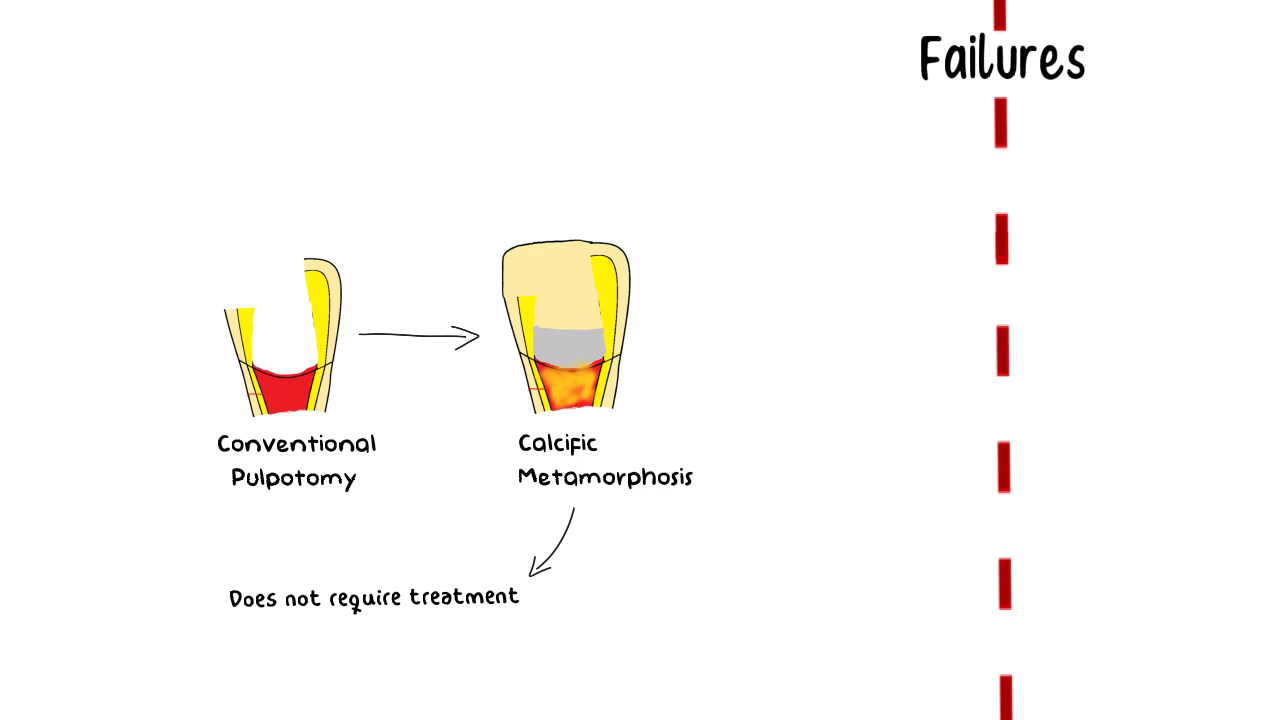 Failures
Conventional
Pulpotomy
Calcific
Metamorphosis
Does not require treatment